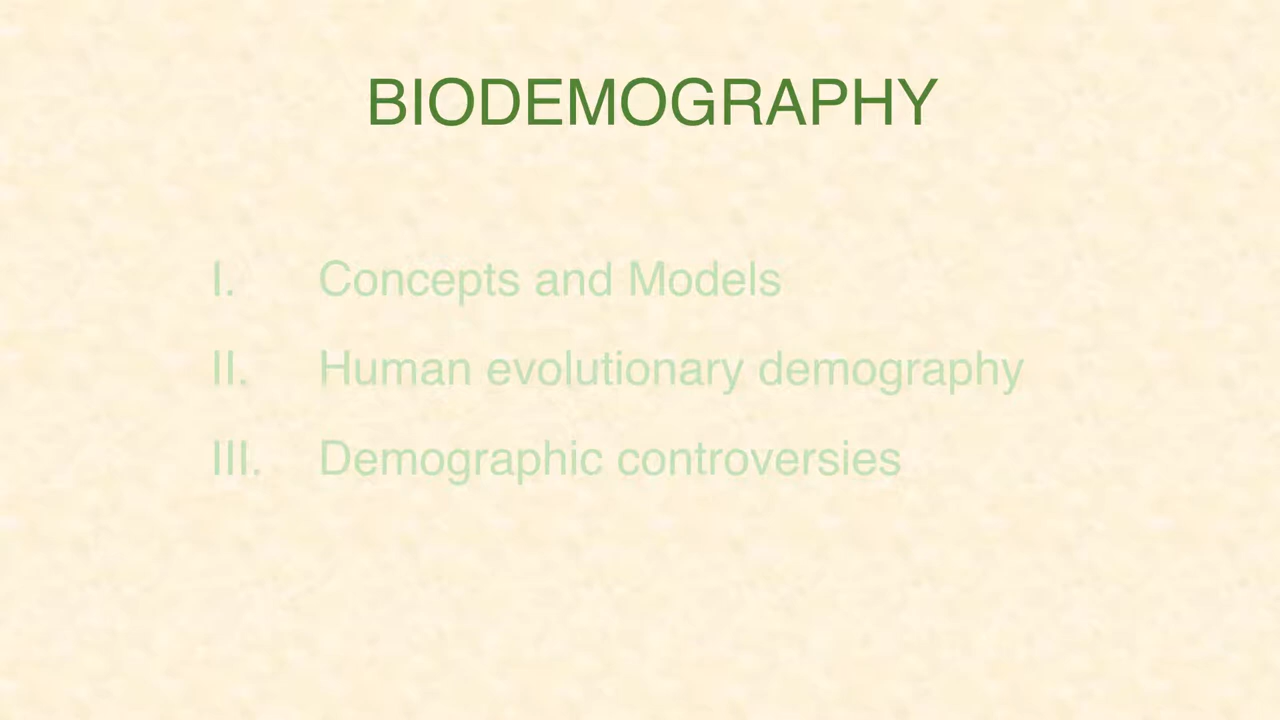 BIODEMOGRAPHY
I. Concepts and Models
II. Human evolutionary demography
III. Demographic controversies